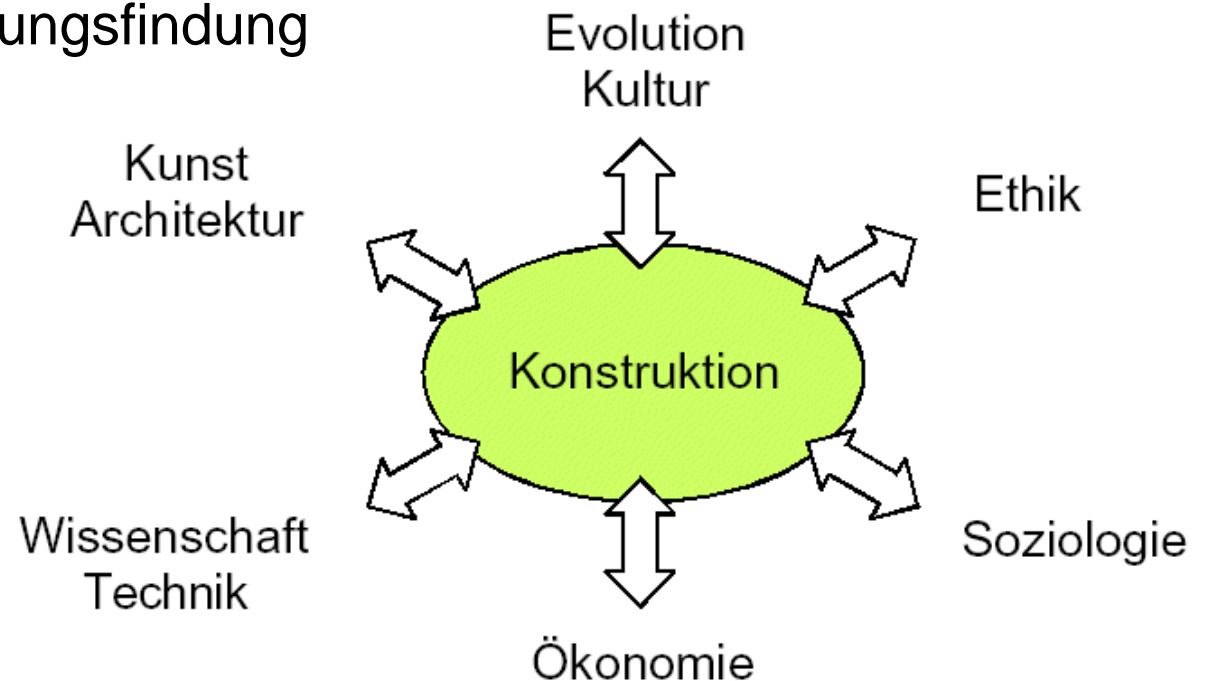 ungsfindung
Evolution
Kultur
Kunst
Architektur
Ethik
Konstruktion
Wissenschaft
Technik
Soziologie
Ökonomie